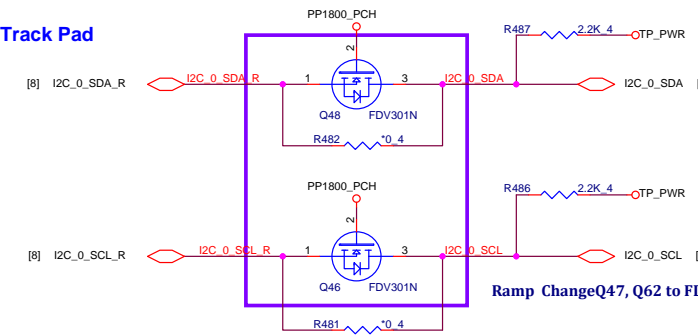 PP1800_PCH
Track Pad
R487 2.2K_4 TP_PWR
2
[8] I2C_0_SDA_R I2C_0_SDA_R 1 3 I2C_0_SDA I2C_0_SDA [
Q48 FDV301N
R482 *0_4
PP1800_PCH
R486 2.2K_4 TP_PWR
2
[8] I2C_0_SCL_R I2C_0_SCL_R 1 3 I2C_0_SCL I2C_0_SCL [
Q46 FDV301N
Ramp ChangeQ47, Q62 to FD
R481 *0_4